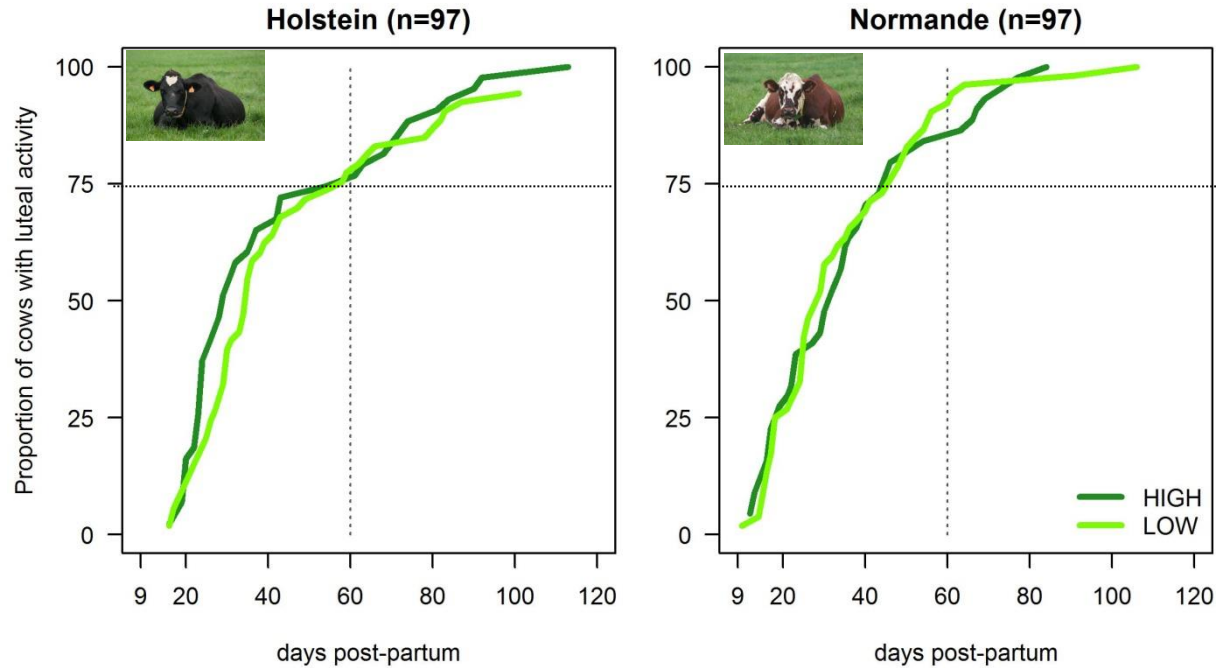 Holstein (n=97)
Proportion of cows with luteal activity
100
75
50
25
0
9 20 40 60 80 100 120
days post-partum
Normande (n=97)
100
75
50
25
0
HIGH
LOW
9 20 40 60 80 100 120
days post-partum